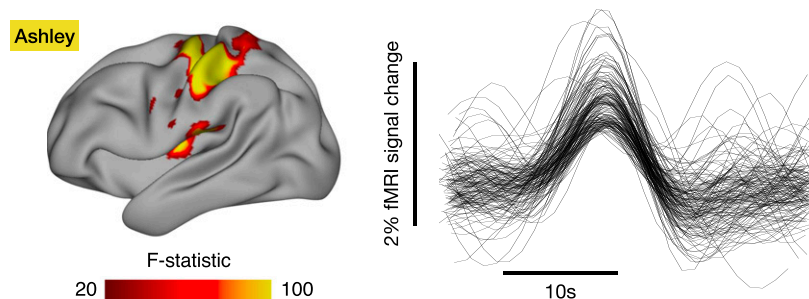 Ashley
F-statistic
20
100
2% fMRI signal change
10s